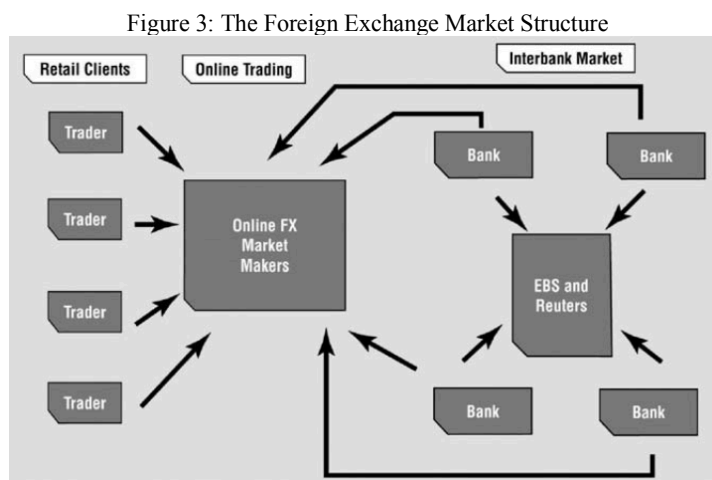 Figure 3: The Foreign Exchange Market Structure
Retail Clients
Online Trading
Interbank Market
Trader
Trader
Trader
Trader
Online FX
Market
Makers
Bank
Bank
EBS and
Reuters
Bank
Bank